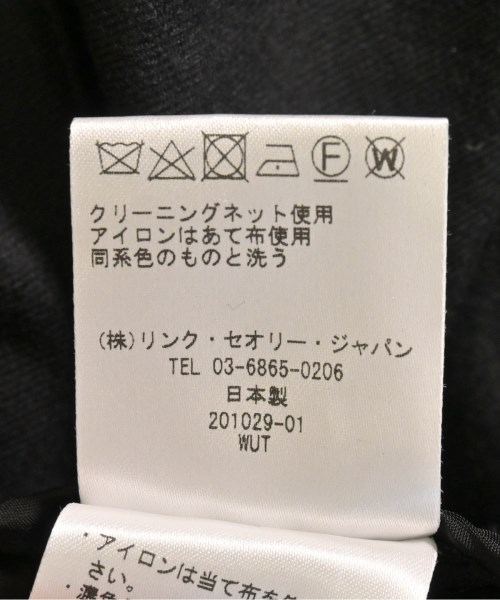 F W
クリーニングネット使用
アイロンはあて布使用
同系色のものと洗う
(株)リンク・セオリー・ジャパン
TEL 03-6865-0206
日本製
201029-01
WUT
・アイロンは当て布を
さい。
・濃色